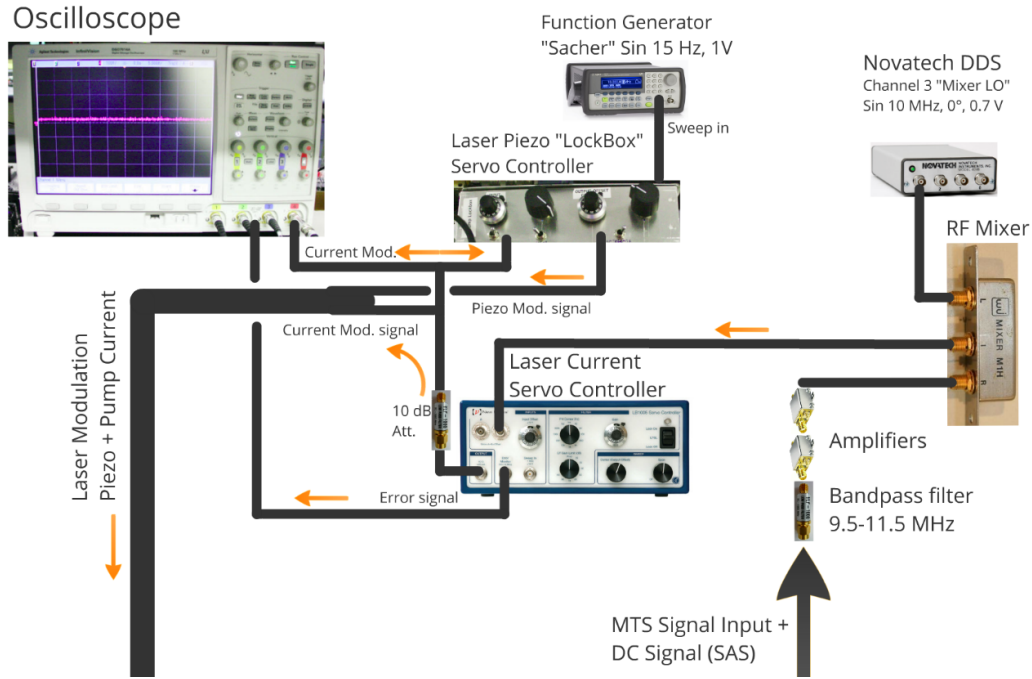 Oscilloscope
Function Generator
"Sacher" Sin 15 Hz, 1V
Novatech DDS
Channel 3 "Mixer LO"
Sin 10 MHz, 0°, 0.7 V
Sweep in
Laser Piezo "LockBox"
Servo Controller
NOVATECH
RF Mixer
Current Mod.
Piezo Mod. signal
Current Mod. signal
Laser Modulation
Piezo + Pump Current
L
I
R
MIXER M1H
Laser Current
Servo Controller
10 dB
Att.
Amplifiers
Error signal
Bandpass filter
9.5-11.5 MHz
MTS Signal Input +
DC Signal (SAS)